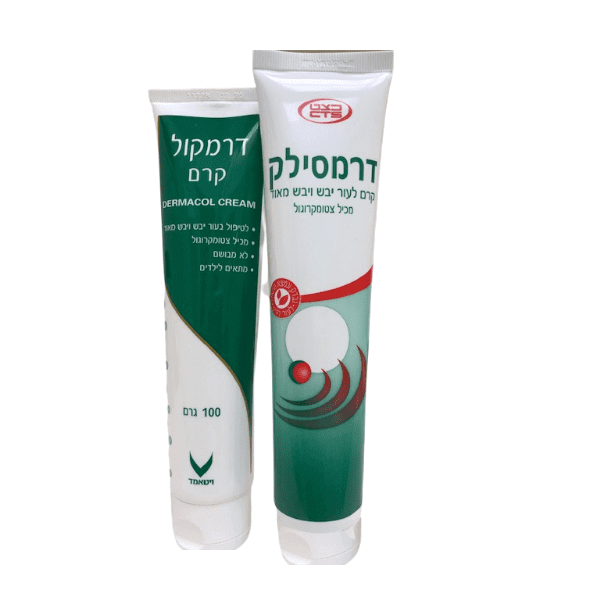 דרמקול
קרם
DERMACOL CREAM
• לטיפול בעור יבש ויבש מאוד
• מכיל צטומקרוגול
• לא מבושם
• מתאים לילדים
100 גרם
ויטאמד
כצט
CTS
דרמסילק
קרם לעור יבש ויבש מאוד
מכיל צטומקרוגול